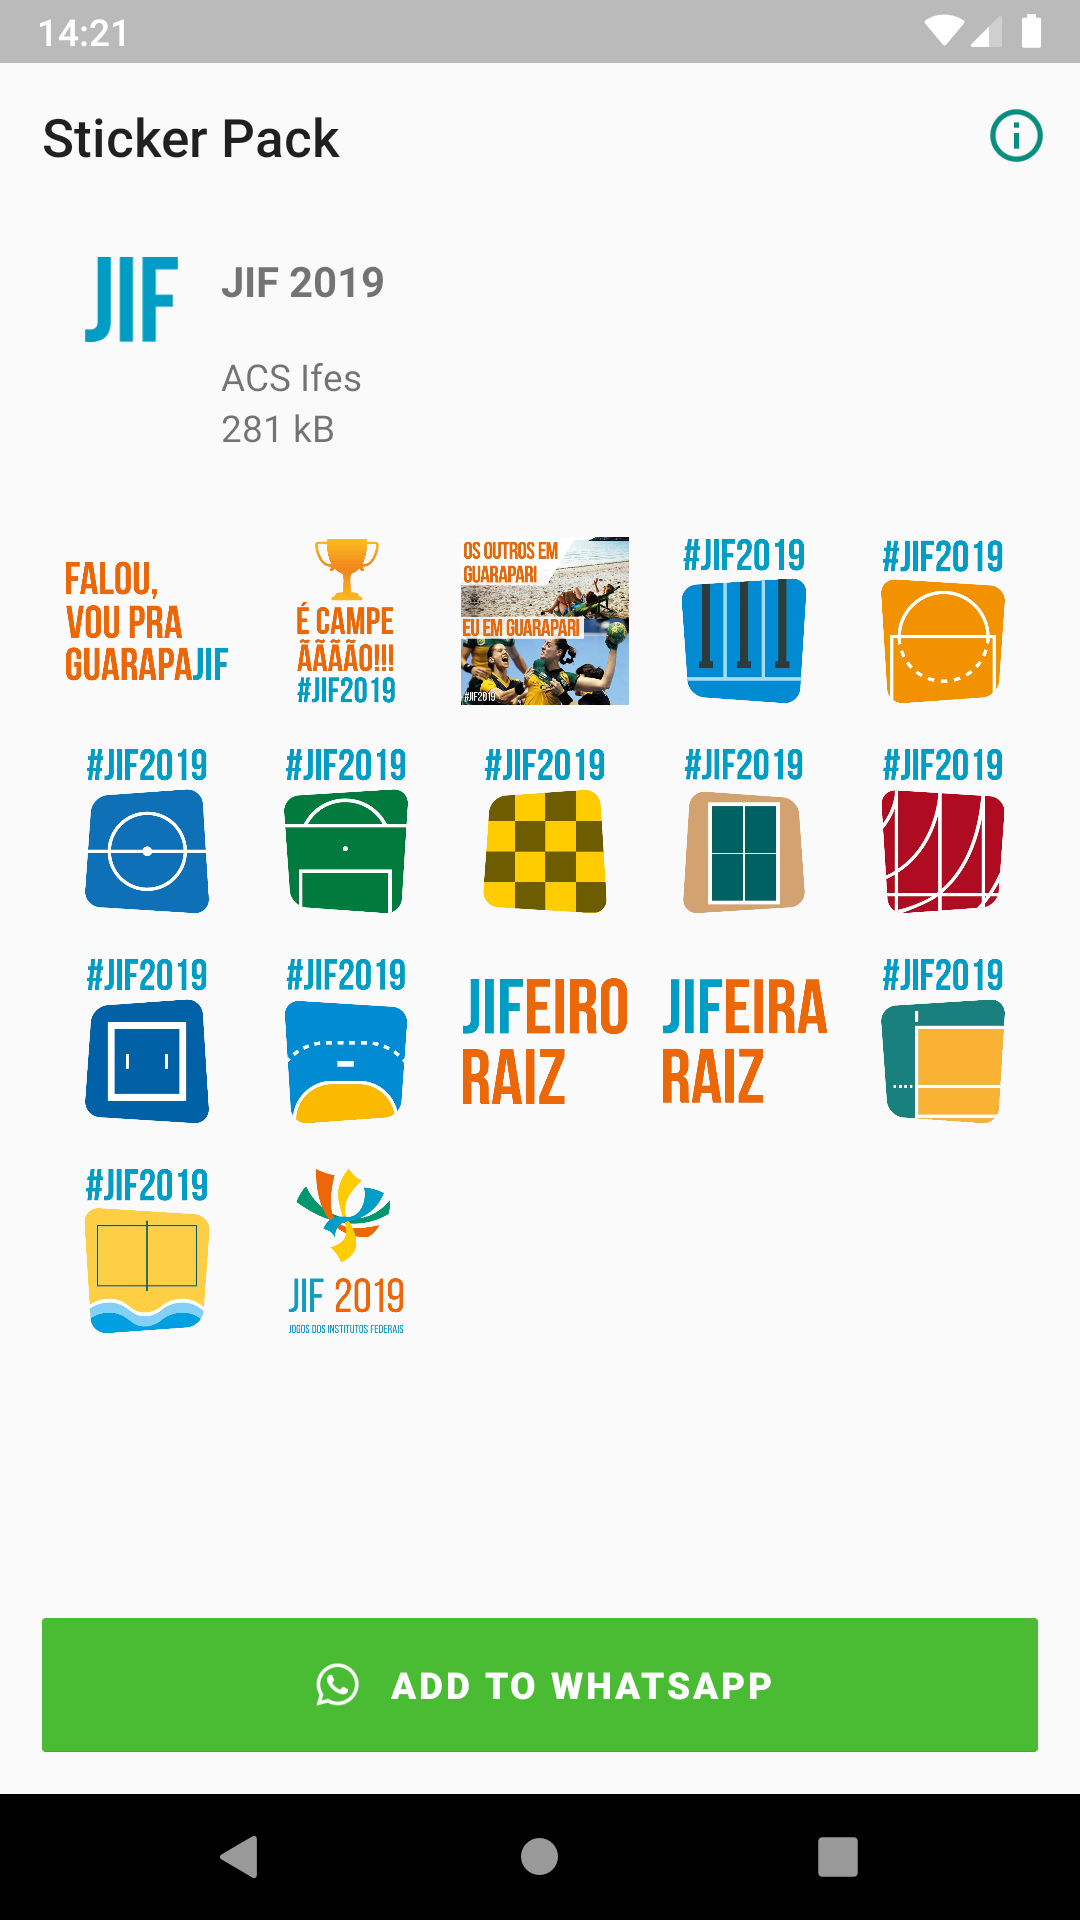 14:21
Sticker Pack
JIF
JIF 2019
ACS Ifes
281 kB
FALOU,
VOU PRA
GUARAPAJIF
É CAMPE
ÃÃÃÃO!!!
#JIF2019
OS OUTROS EM
GUARAPARI
EU EM GUARAPARI
#JIF2019
#JIF2019
#JIF2019
#JIF2019
#JIF2019
#JIF2019
#JIF2019
#JIF2019
#JIF2019
#JIF2019
JIFEIRO
RAIZ
JIFEIRA
RAIZ
#JIF2019
#JIF2019
JIF 2019
JOGOS DOS INSTITUTOS FEDERAIS
ADD TO WHATSAPP